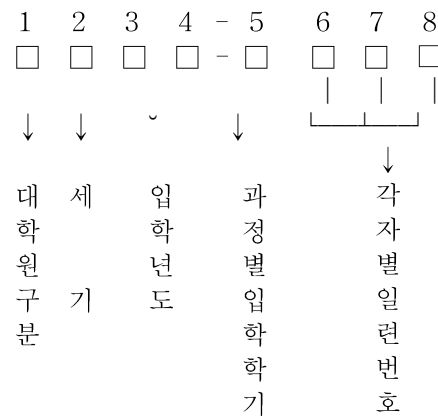 1 2 3 4 - 5 6 7 8
□ □ □ □ - □ □ □ □
대학원구분
세기
입학년도
과정별입학학기
각자별일련번호